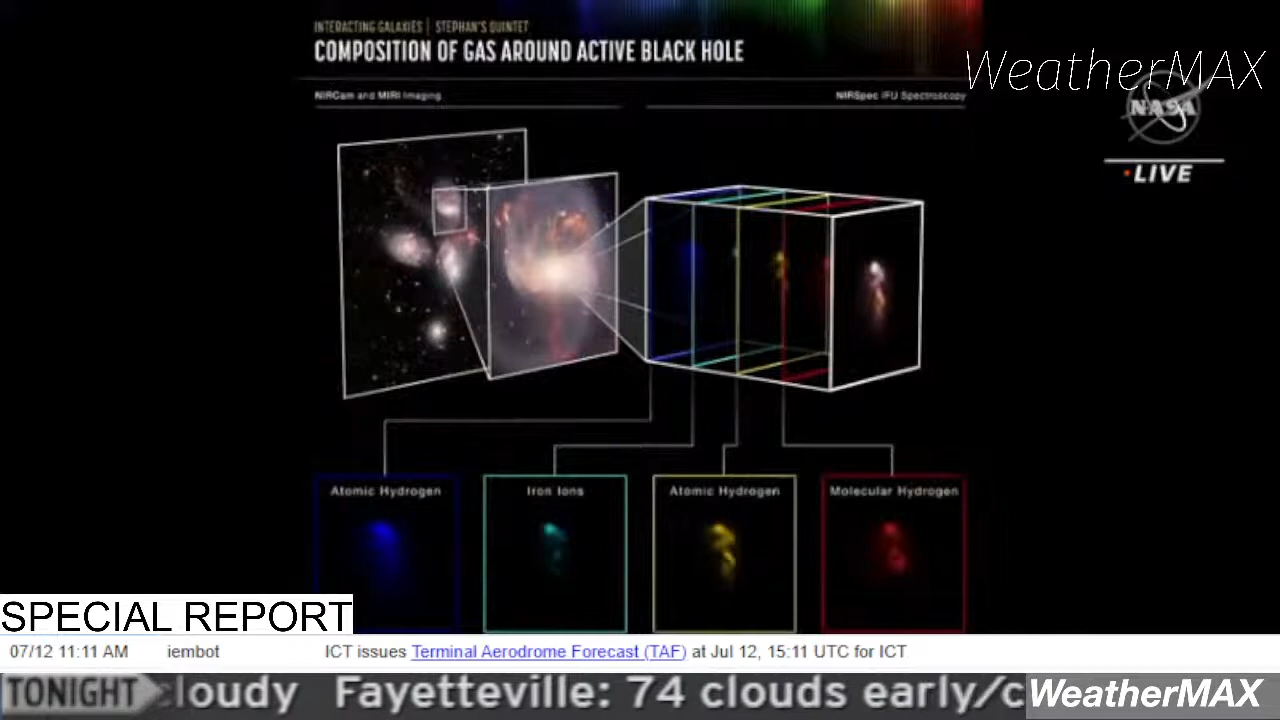 INTERACTING GALAXIES | STEPHAN'S QUINTET
COMPOSITION OF GAS AROUND ACTIVE BLACK HOLE
WeatherMAX
NIRCam and MIRI Imaging
NIRSpec IFU Spectroscopy
NASA
LIVE
Atomic Hydrogen
Iron Ions
Atomic Hydrogen
Molecular Hydrogen
SPECIAL REPORT
07/12 11:11 AM iembot ICT issues Terminal Aerodrome Forecast (TAF) at Jul 12, 15:11 UTC for ICT
TONIGHT cloudy Fayetteville: 74 clouds early/c
WeatherMAX